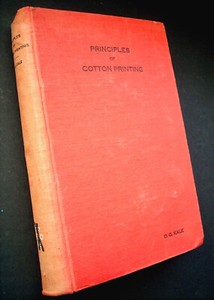 PRINCIPLES
OF
COTTON PRINTING
D. G. KALE